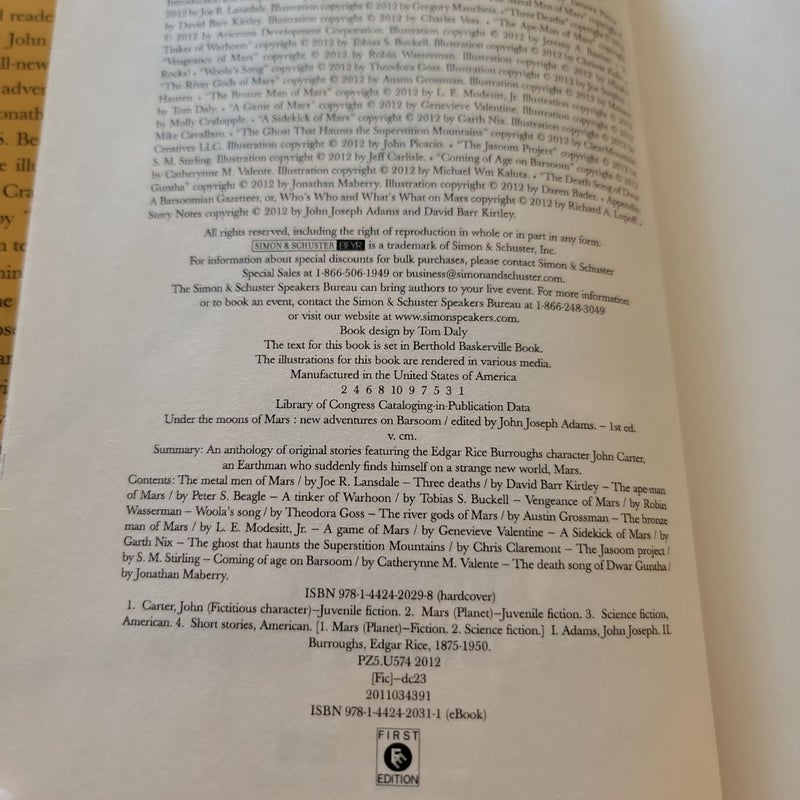 reade
John
ll-new
adve
onath
S. Be
e ill
Cra
by
n to
2012 by Joe R. Lansdale. Illustration copyright © 2012 by Gregory Manchess. • "Three Deaths" copyright ©
by David Barr Kirtley. Illustration copyright © 2012 by Charles Vess. • "The Ape Man of Mars"
© 2012 by Avicenna Development Corporation. Illustration copyright © 2012 by Jeremy A.
Tinker of Warhoon" copyright © 2012 by Tobias S. Buckell. Illustration copyright © 2012 by
"Vengeance of Mars" copyright © 2012 by Robin Wasserman. Illustration copyright © 2012 by
Rocks! • "Woola's Song" copyright © 2012 by Theodora Goss. Illustration copyright © 2012 by
"The River Gods of Mars" copyright © 2012 by Austin Grossman. Illustration copyright © 2012 by
Hansen. • "The Bronze Man of Mars" copyright © 2012 by L. E. Modesitt, Jr. Illustration copyright © 2012
by Tom Daly. • "A Game of Mars" copyright © 2012 by Genevieve Valentine. Illustration copyright © 2012
by Molly Crabapple. • "A Sidekick of Mars" copyright © 2012 by Garth Nix. Illustration copyright © 2012 by
Mike Cavallaro. • "The Ghost That Haunts the Superstition Mountains" copyright © 2012 by
Creatives LLC. Illustration copyright © 2012 by John Picacio. • "The Jasoom Project" copyright © 2012 by
S. M. Stirling. Illustration copyright © 2012 by Jeff Carlisle. • "Coming of Age on Barsoom" copyright © 2012
by Catherynne M. Valente. Illustration copyright © 2012 by Michael Wm Kaluta. • "The Death Song of Dwar
Guntha" copyright © 2012 by Jonathan Maberry. Illustration copyright © 2012 by Daren Bader. • Appendix:
A Barsoomian Gazetteer, or, Who's Who and What's What on Mars copyright © 2012 by Richard A. Lupoff.
Story Notes copyright © 2012 by John Joseph Adams and David Barr Kirtley.
All rights reserved, including the right of reproduction in whole or in part in any form.
SIMON & SCHUSTER BFYR is a trademark of Simon & Schuster, Inc.
For information about special discounts for bulk purchases, please contact Simon & Schuster
Special Sales at 1-866-506-1949 or business@simonandschuster.com.
The Simon & Schuster Speakers Bureau can bring authors to your live event. For more information
or to book an event, contact the Simon & Schuster Speakers Bureau at 1-866-248-3049
or visit our website at www.simonspeakers.com.
Book design by Tom Daly
The text for this book is set in Berthold Baskerville Book.
The illustrations for this book are rendered in various media.
Manufactured in the United States of America
2 4 6 8 10 9 7 5 3 1
Library of Congress Cataloging-in-Publication Data
Under the moons of Mars : new adventures on Barsoom / edited by John Joseph Adams. – 1st ed.
v. cm.
Summary: An anthology of original stories featuring the Edgar Rice Burroughs character John Carter,
an Earthman who suddenly finds himself on a strange new world, Mars.
Contents: The metal men of Mars / by Joe R. Lansdale – Three deaths / by David Barr Kirtley – The ape-man
of Mars / by Peter S. Beagle – A tinker of Warhoon / by Tobias S. Buckell – Vengeance of Mars / by Robin
Wasserman – Woola's song / by Theodora Goss – The river gods of Mars / by Austin Grossman – The bronze
man of Mars / by L. E. Modesitt, Jr. – A game of Mars / by Genevieve Valentine – A Sidekick of Mars / by
Garth Nix – The ghost that haunts the Superstition Mountains / by Chris Claremont – The Jasoom project /
by S. M. Stirling – Coming of age on Barsoom / by Catherynne M. Valente – The death song of Dwar Guntha /
by Jonathan Maberry.
ISBN 978-1-4424-2029-8 (hardcover)
1. Carter, John (Fictitious character)–Juvenile fiction. 2. Mars (Planet)–Juvenile fiction. 3. Science fiction,
American. 4. Short stories, American. [1. Mars (Planet)–Fiction. 2. Science fiction.] I. Adams, John Joseph. II.
Burroughs, Edgar Rice, 1875-1950.
PZ5.U574 2012
[Fic]–dc23
2011034391
ISBN 978-1-4424-2031-1 (eBook)
FIRST
EDITION